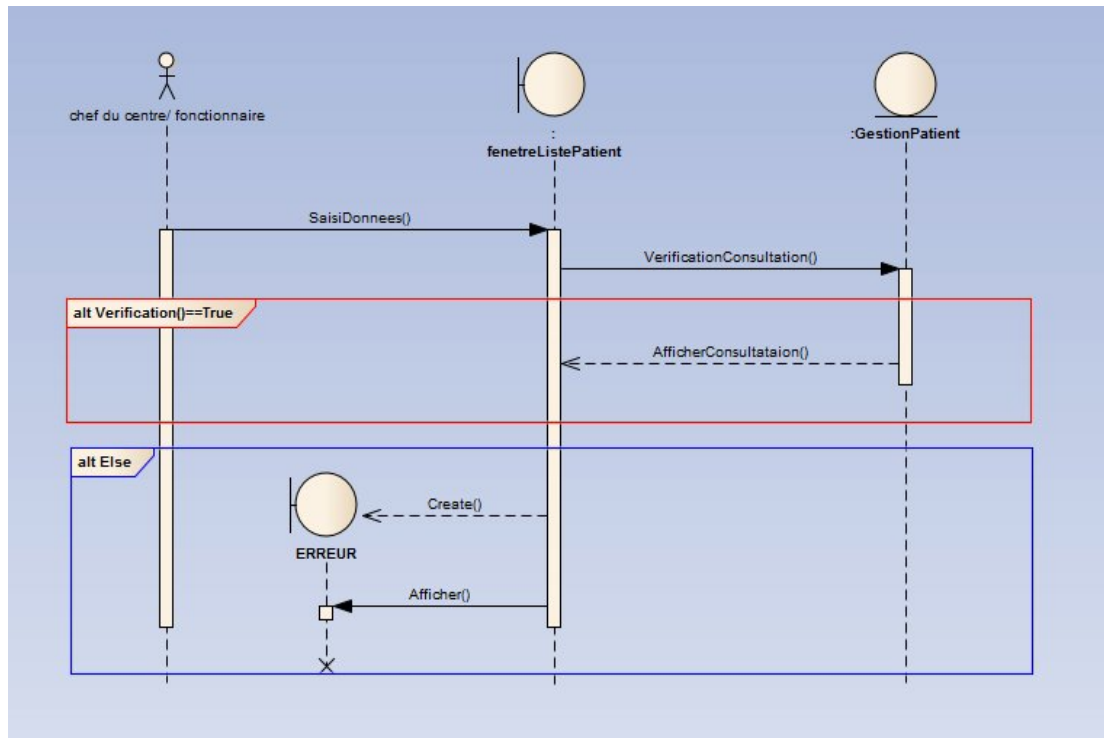 chef du centre/ fonctionnaire
:
fenetreListePatient
:GestionPatient
SaisiDonnees()
VerificationConsultation()
alt Verification()==True
AfficherConsultataion()
alt Else
Create()
ERREUR
Afficher()